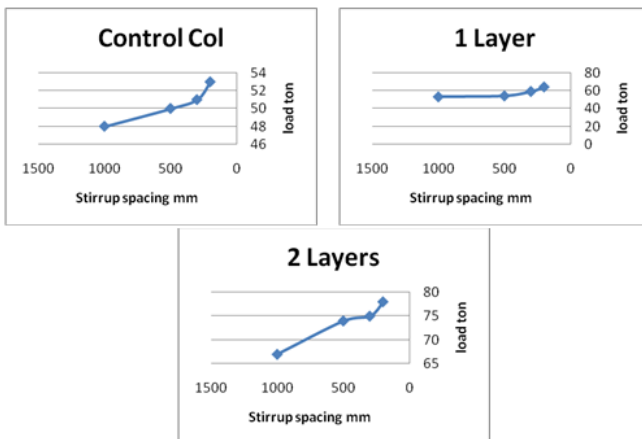 Control Col
54
52
50
48
46
load ton
1500 1000 500 0
Stirrup spacing mm
1 Layer
80
60
40
20
0
load ton
1500 1000 500 0
Stirrup spacing mm
2 Layers
80
75
70
65
load ton
1500 1000 500 0
Stirrup spacing mm